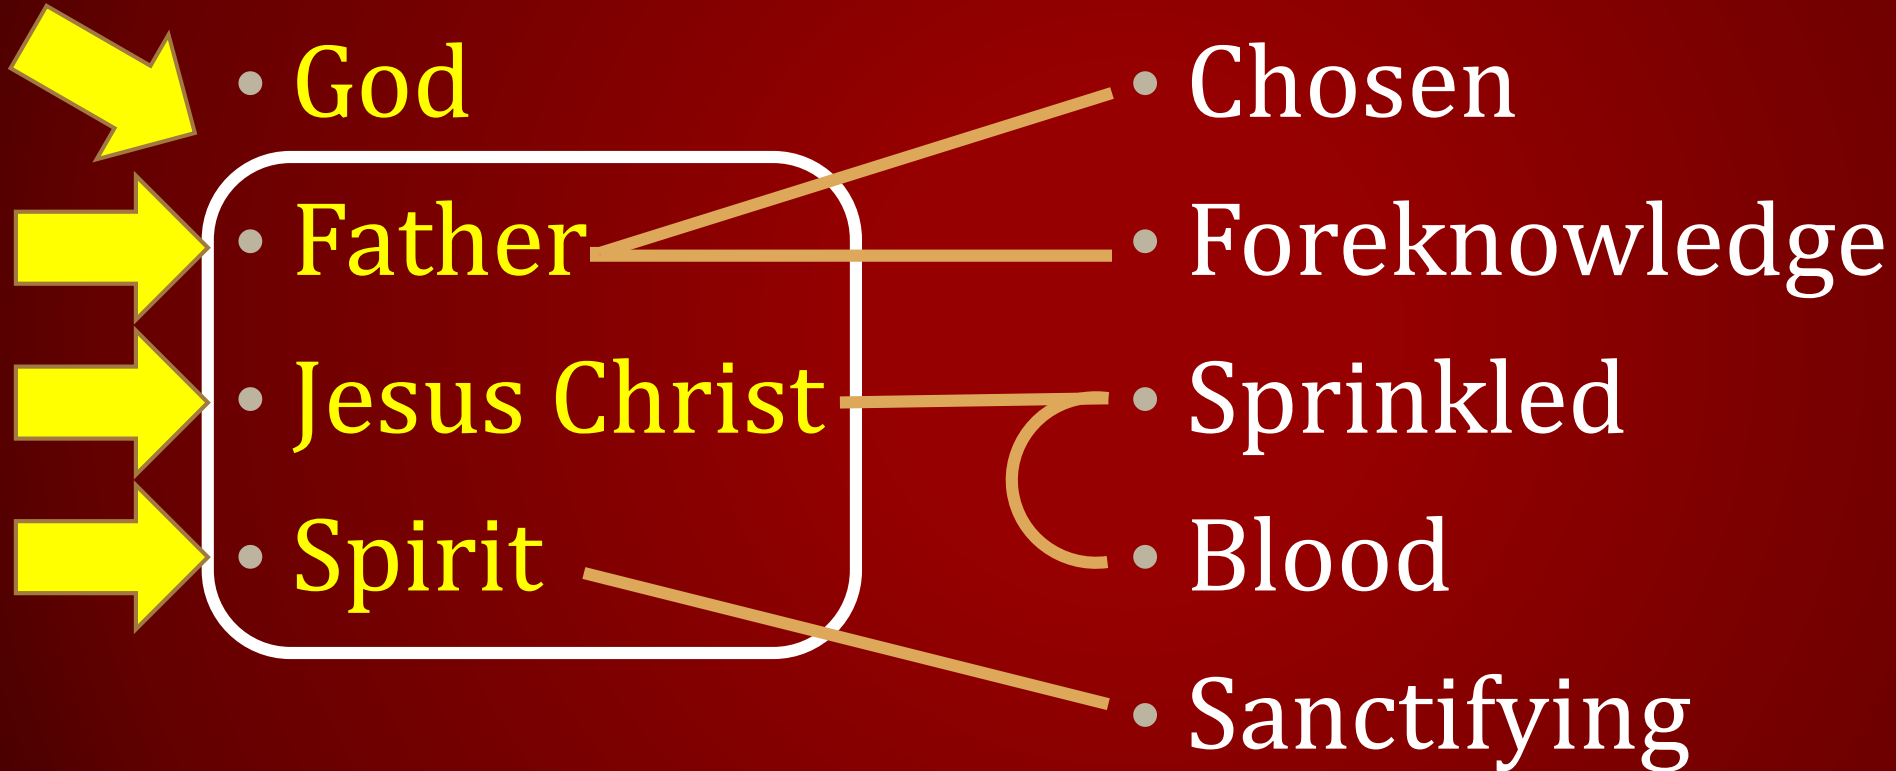 God
Father
Jesus Christ
Spirit
Chosen
Foreknowledge
Sprinkled
Blood
Sanctifying